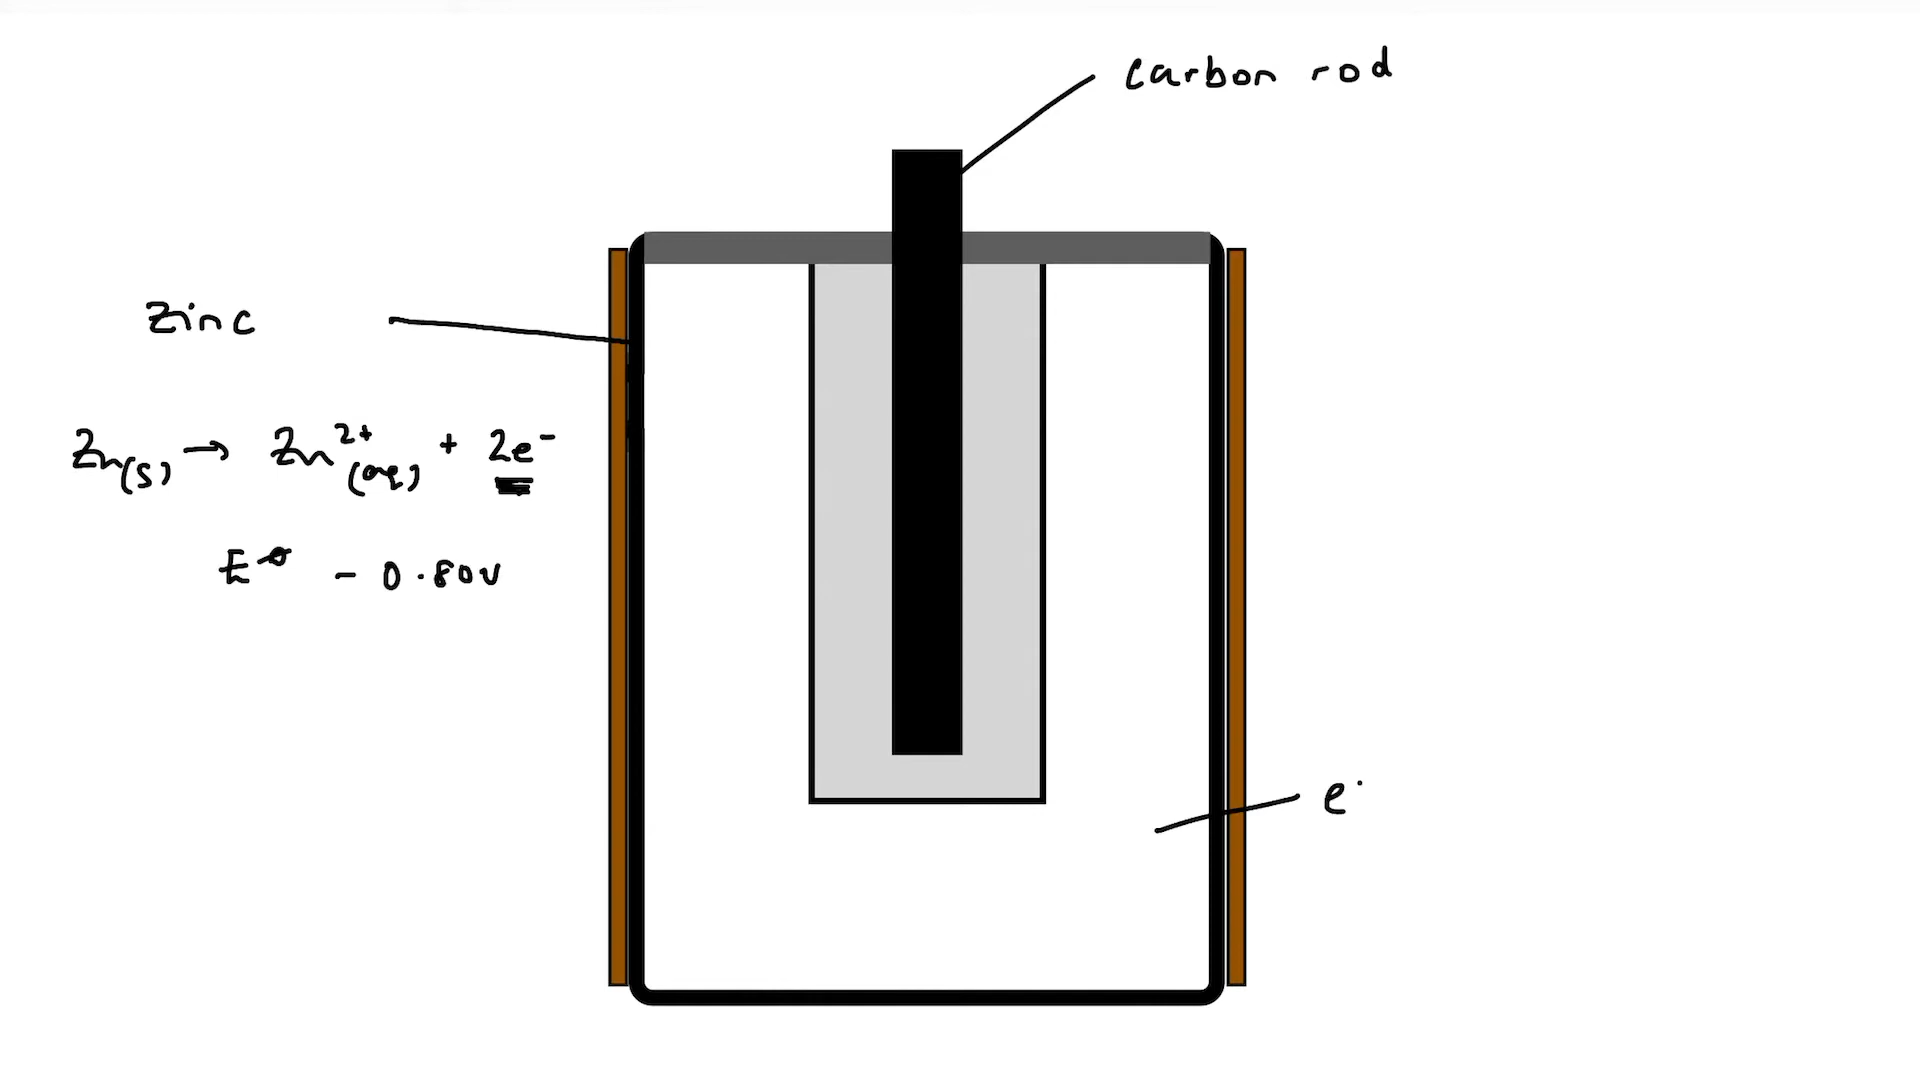 carbon rod
zinc
Zn(s) → Zn²⁺(aq) + 2e⁻
E⦵ - 0.80V
e